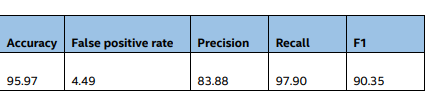 Accuracy False positive rate Precision Recall F1
95.97 4.49 83.88 97.90 90.35